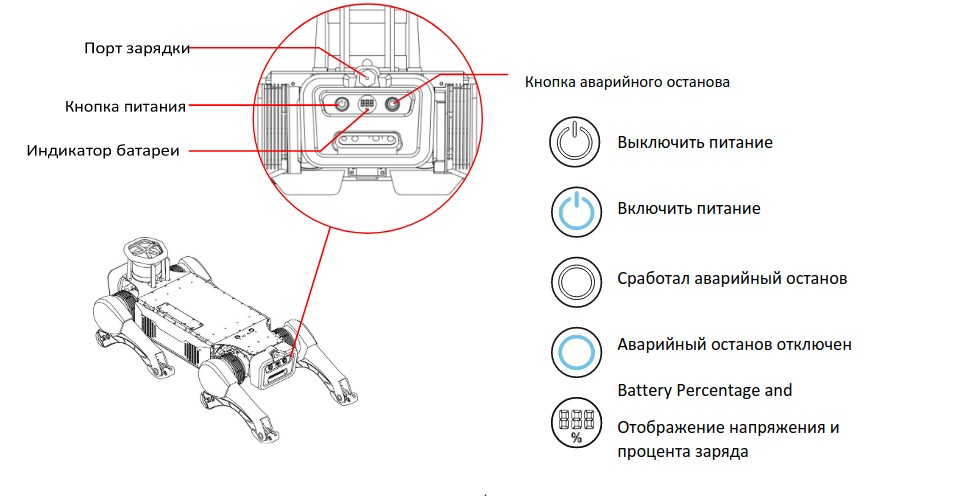 Порт зарядки
Кнопка питания
Индикатор батареи
Кнопка аварийного останова
Выключить питание
Включить питание
Сработал аварийный останов
Аварийный останов отключен
Battery Percentage and
Отображение напряжения и
процента заряда
888
%